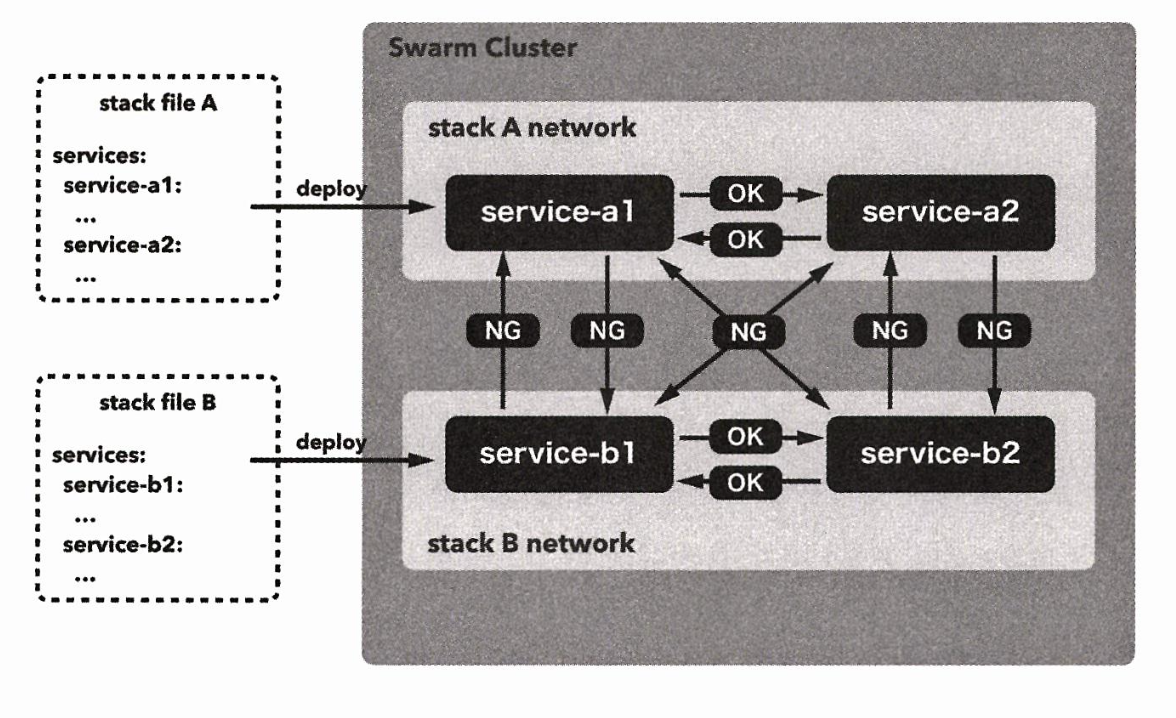 Swarm Cluster
stack file A
services:
service-a1:
...
service-a2:
...
deploy
stack A network
service-a1
OK
OK
service-a2
NG
NG
NG
NG
NG
stack file B
services:
service-b1:
...
service-b2:
...
deploy
service-b1
OK
OK
service-b2
stack B network